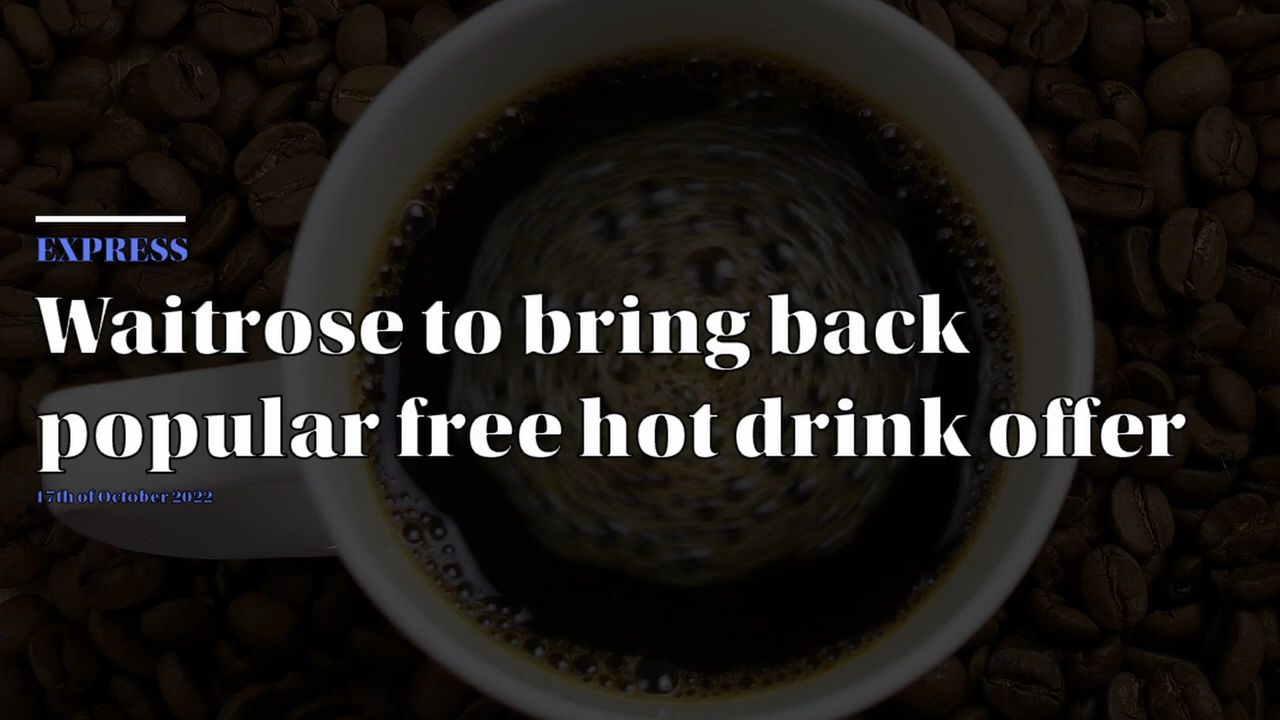 EXPRESS
Waitrose to bring back
popular free hot drink offer
17th of October 2022